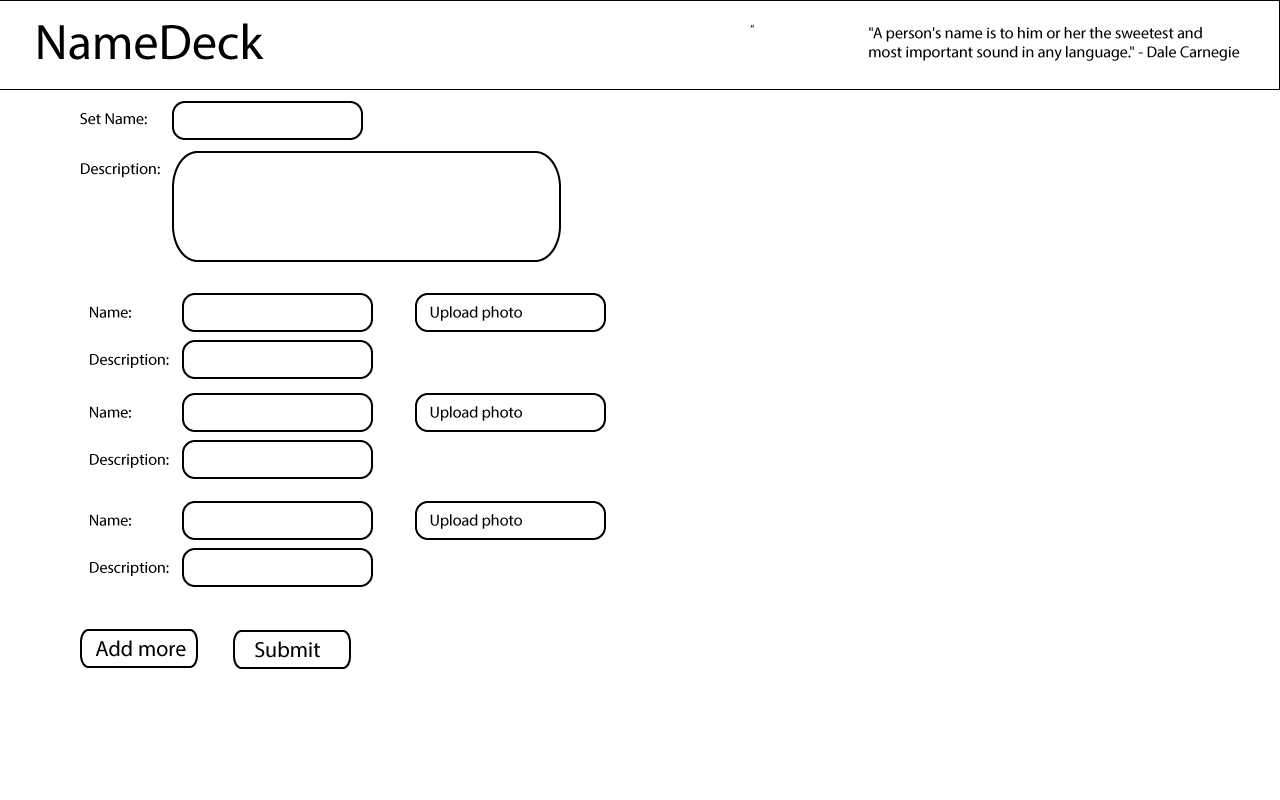 NameDeck
"A person's name is to him or her the sweetest and
most important sound in any language." - Dale Carnegie
Set Name:
Description:
Name:
Upload photo
Description:
Name:
Upload photo
Description:
Name:
Upload photo
Description:
Add more
Submit